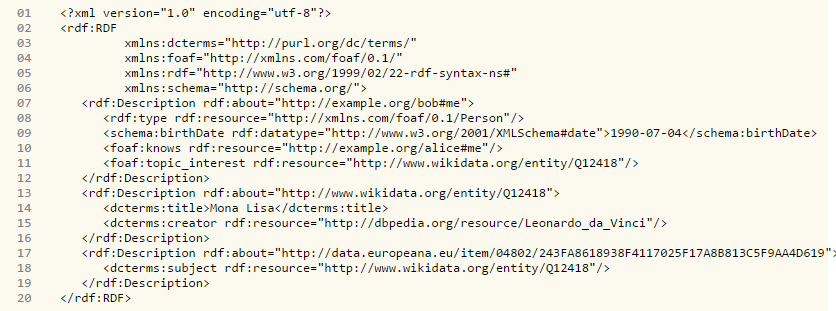 01 <?xml version="1.0" encoding="utf-8"?>
02 <rdf:RDF
03 xmlns:dcterms="http://purl.org/dc/terms/"
04 xmlns:foaf="http://xmlns.com/foaf/0.1/"
05 xmlns:rdf="http://www.w3.org/1999/02/22-rdf-syntax-ns#"
06 xmlns:schema="http://schema.org/">
07 <rdf:Description rdf:about="http://example.org/bob#me">
08 <rdf:type rdf:resource="http://xmlns.com/foaf/0.1/Person"/>
09 <schema:birthDate rdf:datatype="http://www.w3.org/2001/XMLSchema#date">1990-07-04</schema:birthDate>
10 <foaf:knows rdf:resource="http://example.org/alice#me"/>
11 <foaf:topic_interest rdf:resource="http://www.wikidata.org/entity/Q12418"/>
12 </rdf:Description>
13 <rdf:Description rdf:about="http://www.wikidata.org/entity/Q12418">
14 <dcterms:title>Mona Lisa</dcterms:title>
15 <dcterms:creator rdf:resource="http://dbpedia.org/resource/Leonardo_da_Vinci"/>
16 </rdf:Description>
17 <rdf:Description rdf:about="http://data.europeana.eu/item/04802/243FA8618938F4117025F17A8B813C5F9AA4D619">
18 <dcterms:subject rdf:resource="http://www.wikidata.org/entity/Q12418"/>
19 </rdf:Description>
20 </rdf:RDF>